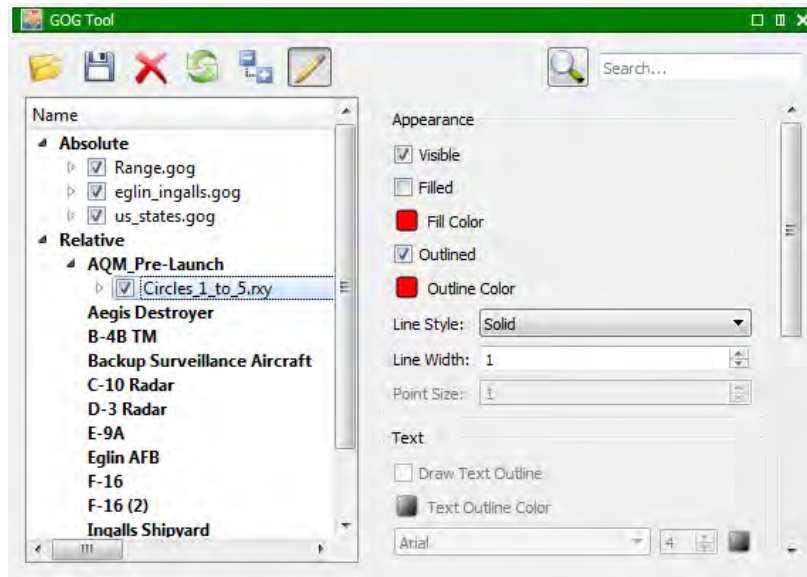 GOG Tool
Search...
Name
Absolute
Range.gog
eglin_ingalls.gog
us_states.gog
Relative
AQM_Pre-Launch
Circles_1_to_5.rxy
Aegis Destroyer
B-4B TM
Backup Surveillance Aircraft
C-10 Radar
D-3 Radar
E-9A
Eglin AFB
F-16
F-16 (2)
Ingalls Shipyard
Appearance
Visible
Filled
Fill Color
Outlined
Outline Color
Line Style: Solid
Line Width: 1
Point Size: 1
Text
Draw Text Outline
Text Outline Color
Arial 4